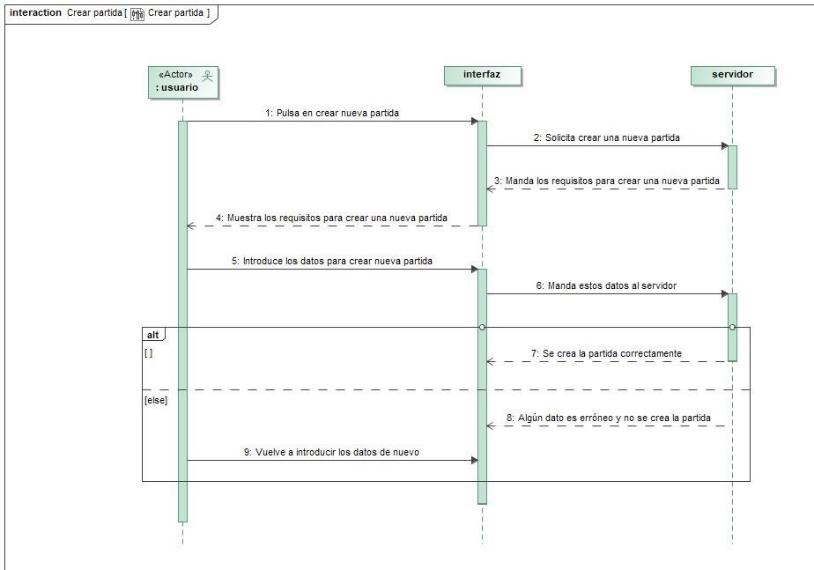 interaction Crear partida [ Crear partida ]
«Actor»
: usuario
interfaz
servidor
1: Pulsa en crear nueva partida
2: Solicita crear una nueva partida
3: Manda los requisitos para crear una nueva partida
4: Muestra los requisitos para crear una nueva partida
5: Introduce los datos para crear nueva partida
6: Manda estos datos al servidor
alt
[ ]
7: Se crea la partida correctamente
[else]
8: Algún dato es erróneo y no se crea la partida
9: Vuelve a introducir los datos de nuevo